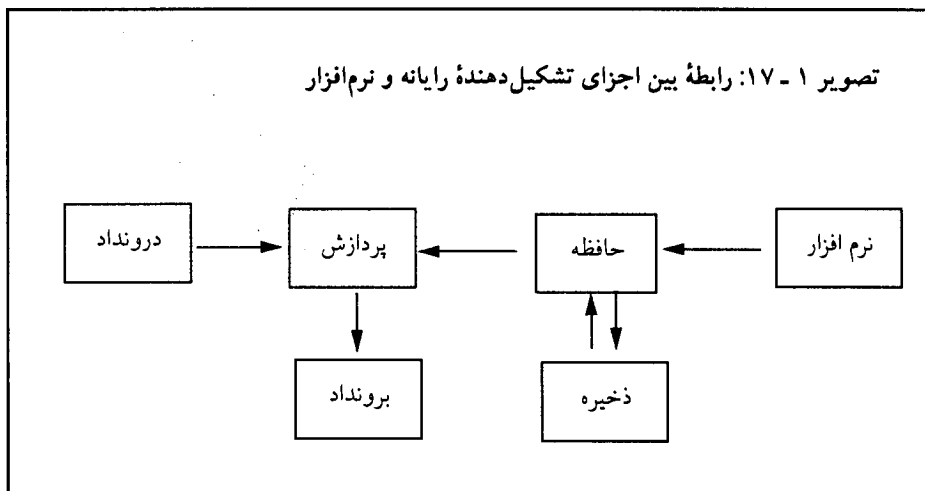 تصویر ۱ ـ ۱۷: رابطهٔ بین اجزای تشکیل‌دهندهٔ رایانه و نرم‌افزار
نرم افزار
حافظه
پردازش
درونداد
ذخیره
برونداد